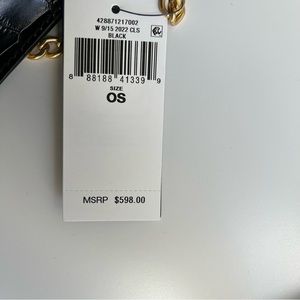 428871217002
W 9/15 2022 CLS
BLACK
8 88188 41339 9
SIZE
OS
MSRP $598.00